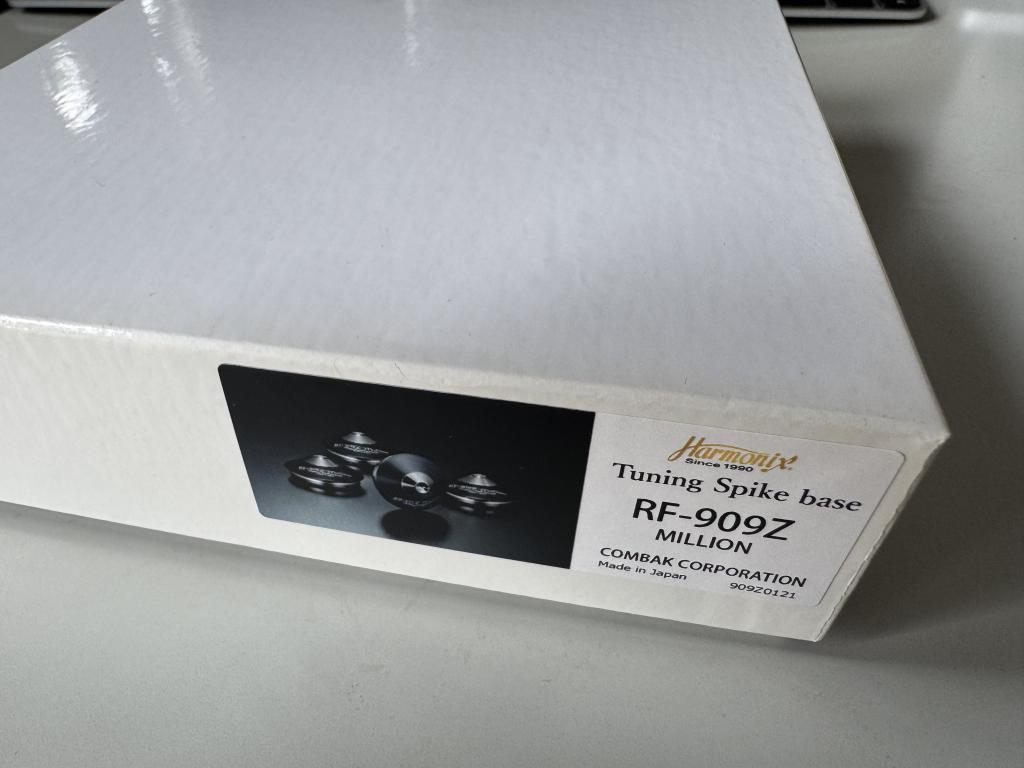 Harmonix
Since 1990
Tuning Spike base
RF-909Z
MILLION
COMBAK CORPORATION
Made in Japan
909Z0121